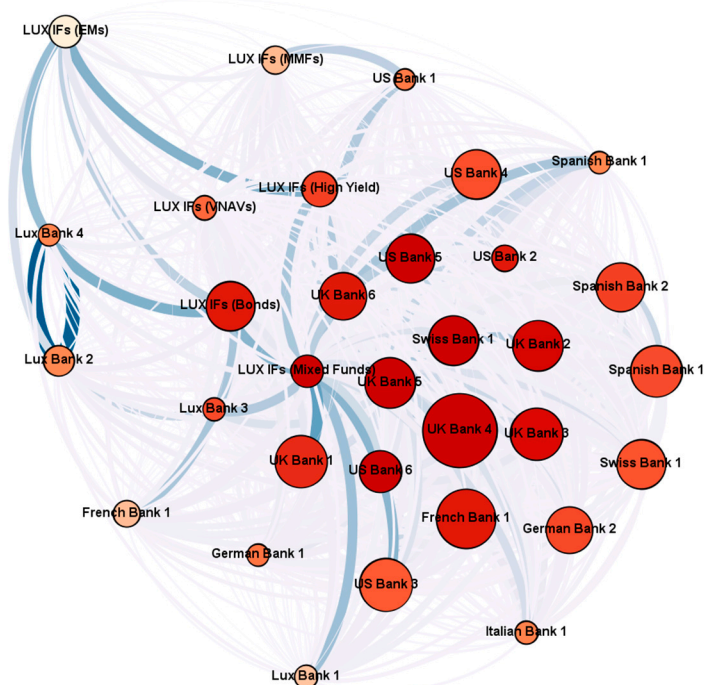 LUX IFs (EMs)
LUX IFs (MMFs)
US Bank 1
Spanish Bank 1
US Bank 4
LUX IFs (High Yield)
LUX IFs (VNAVs)
Lux Bank 4
US Bank 5
US Bank 2
Spanish Bank 2
UK Bank 6
LUX IFs (Bonds)
Swiss Bank 1
UK Bank 2
Lux Bank 2
LUX IFs (Mixed Funds)
Spanish Bank 1
UK Bank 5
Lux Bank 3
UK Bank 4
UK Bank 3
UK Bank 1
US Bank 6
Swiss Bank 1
French Bank 1
French Bank 1
German Bank 2
German Bank 1
US Bank 3
Italian Bank 1
Lux Bank 1